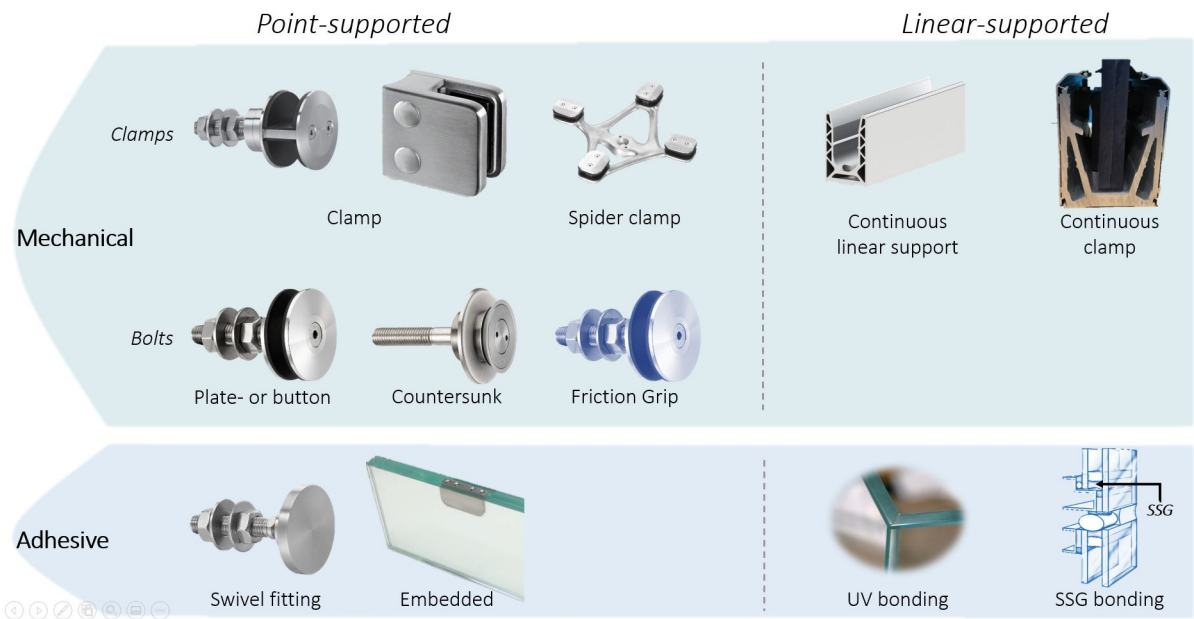 Point-supported
Linear-supported
Clamps
Clamp
Spider clamp
Continuous
linear support
Continuous
clamp
Mechanical
Bolts
Plate- or button
Countersunk
Friction Grip
Adhesive
SSG
Swivel fitting
Embedded
UV bonding
SSG bonding